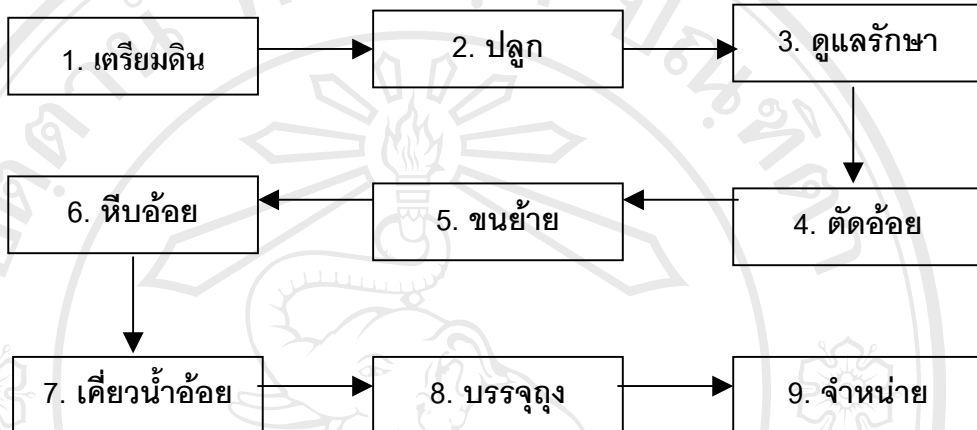 1. เตรียมดิน
2. ปลูก
3. ดูแลรักษา
4. ตัดอ้อย
5. ขนย้าย
6. หีบอ้อย
7. เคี่ยวน้ำอ้อย
8. บรรจุถุง
9. จำหน่าย